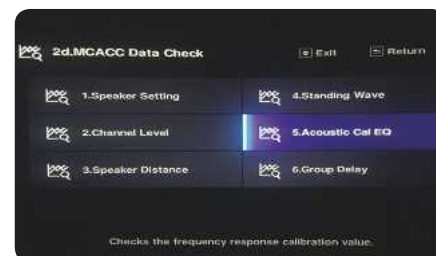 2d.MCACC Data Check
Exit
Return
1.Speaker Setting
4.Standing Wave
2.Channel Level
5.Acoustic Cal EQ
3.Speaker Distance
6.Group Delay
Checks the frequency response calibration value.